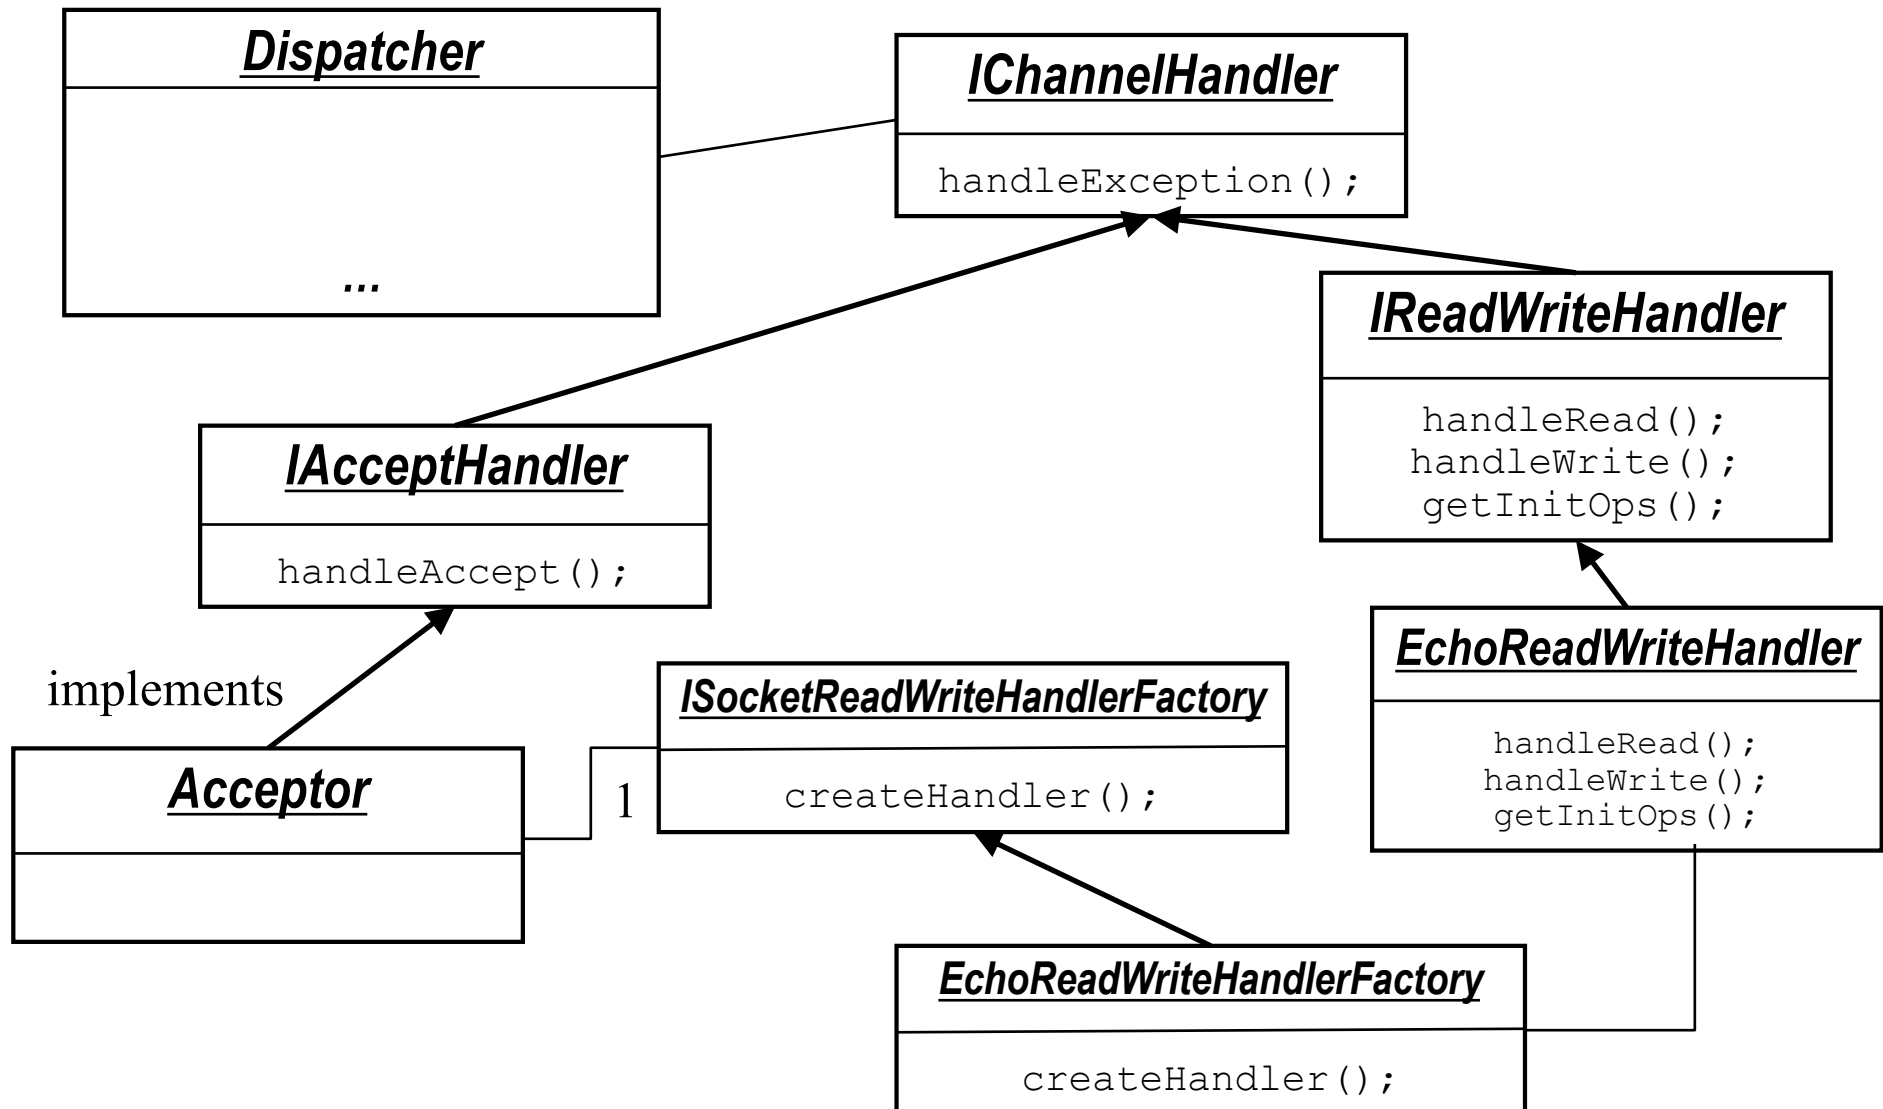 Dispatcher
...
IChannelHandler
handleException();
IReadWriteHandler
handleRead();
handleWrite();
getInitOps();
IAcceptHandler
handleAccept();
implements
Acceptor
1
ISocketReadWriteHandlerFactory
createHandler();
EchoReadWriteHandler
handleRead();
handleWrite();
getInitOps();
EchoReadWriteHandlerFactory
createHandler();